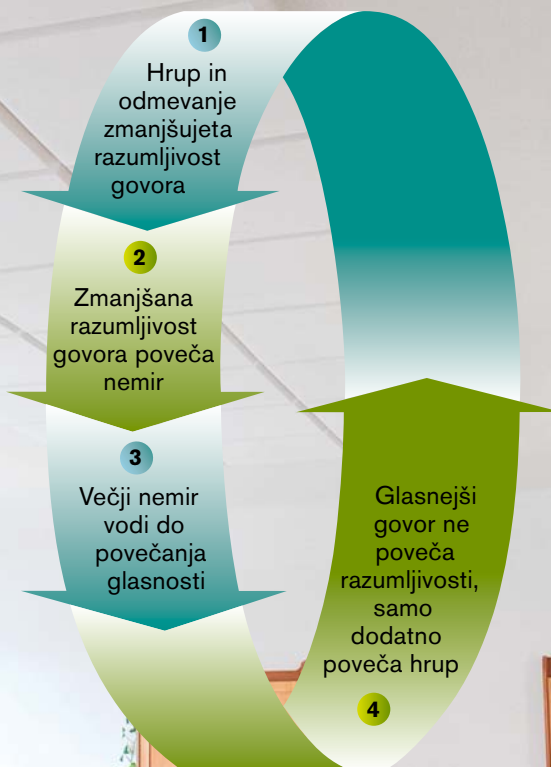 1
Hrup in
odmevanje
zmanjšujeta
razumljivost
govora
2
Zmanjšana
razumljivost
govora poveča
nemir
3
Večji nemir
vodi do
povečanja
glasnosti
Glasnejši
govor ne
poveča
razumljivosti,
samo
dodatno
poveča hrup
4